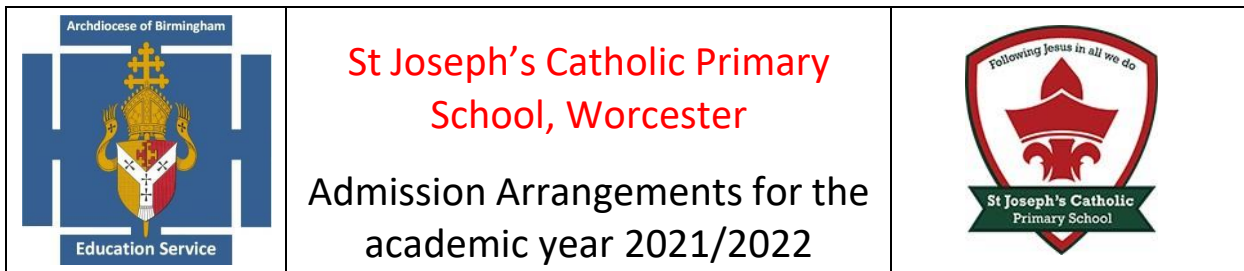 Archdiocese of Birmingham
Education Service
St Joseph’s Catholic Primary
School, Worcester
Admission Arrangements for the
academic year 2021/2022
Following Jesus in all we do
St Joseph's Catholic
Primary School